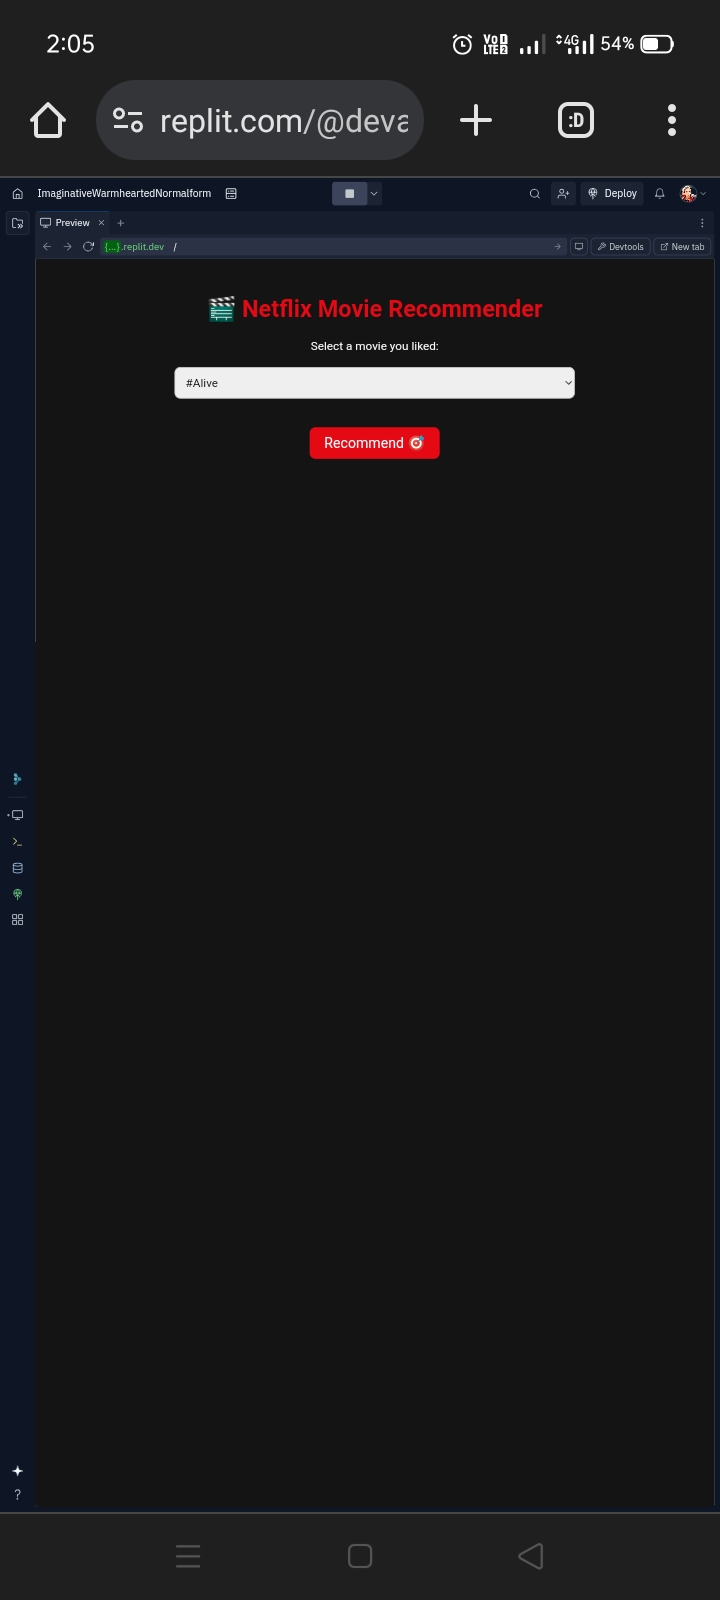 2:05
VoD LTE2 4G 54%
replit.com/@deva
:D
ImaginativeWarmheartedNormalform
Deploy
Preview
{...}.replit.dev /
Devtools
New tab
🎬 Netflix Movie Recommender
Select a movie you liked:
#Alive
Recommend 🎯
?